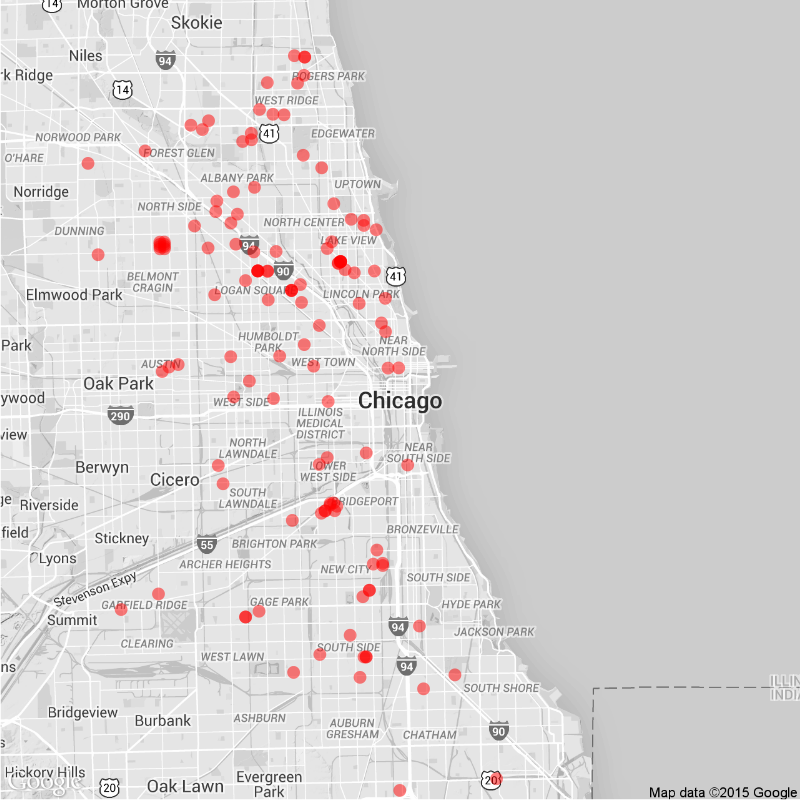 14
Morton Grove
Skokie
Niles
94
rk Ridge
ROGERS PARK
14
WEST RIDGE
41
EDGEWATER
NORWOOD PARK
O'HARE
FOREST GLEN
ALBANY PARK
UPTOWN
Norridge
NORTH SIDE
NORTH CENTER
DUNNING
LAKE VIEW
94
90
41
BELMONT
CRAGIN
Elmwood Park
LOGAN SQUARE
LINCOLN PARK
Park
HUMBOLDT
PARK
NEAR
NORTH SIDE
WEST TOWN
AUSTIN
Oak Park
ywood
WEST SIDE
Chicago
290
ILLINOIS
MEDICAL
DISTRICT
view
NORTH
LAWNDALE
NEAR
SOUTH SIDE
Berwyn
LOWER
WEST SIDE
Cicero
ge
Riverside
SOUTH
LAWNDALE
BRIDGEPORT
field
Stickney
BRONZEVILLE
55
BRIGHTON PARK
Lyons
ARCHER HEIGHTS
NEW CITY
SOUTH SIDE
Stevenson Expy
GARFIELD RIDGE
GAGE PARK
HYDE PARK
Summit
94
JACKSON PARK
CLEARING
SOUTH SIDE
WEST LAWN
94
ns
SOUTH SHORE
ILLIN
INDIA
Bridgeview
Burbank
ASHBURN
AUBURN
GRESHAM
CHATHAM
90
s
Hickory Hills
Google
20
Oak Lawn
Evergreen
Park
20
Map data ©2015 Google